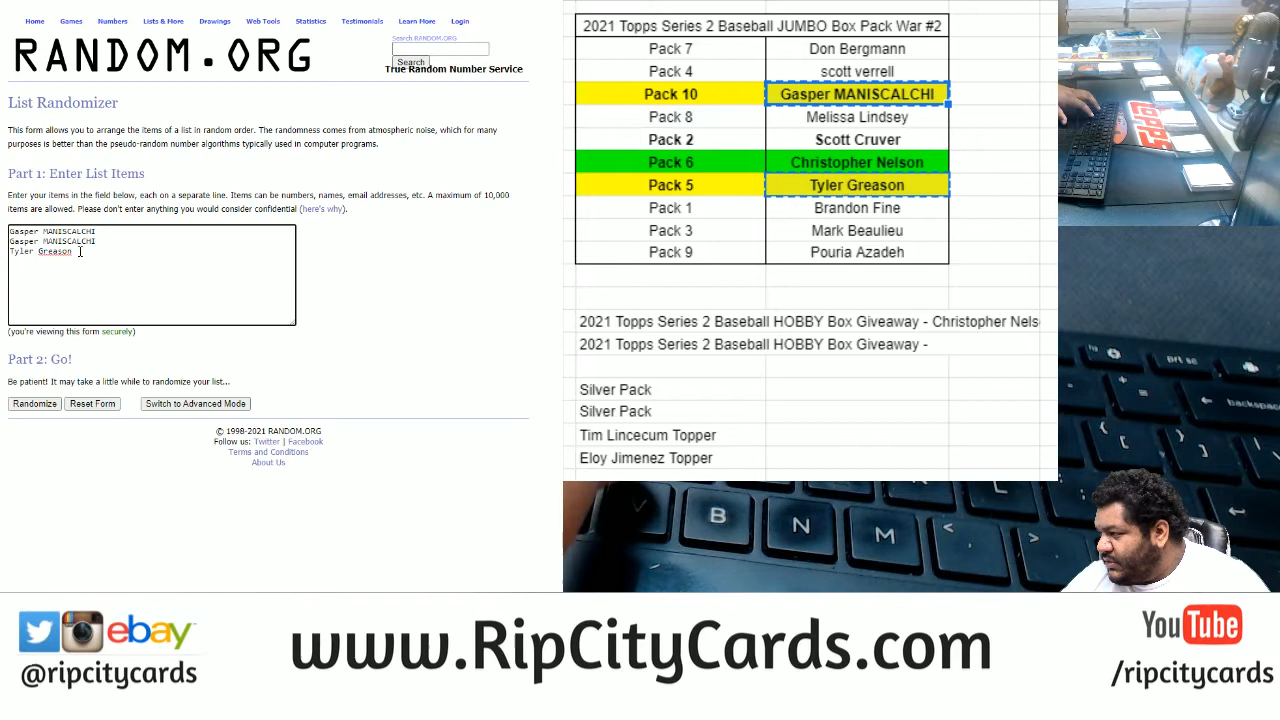 Home Games Numbers Lists & More Drawings Web Tools Statistics Testimonials Learn More Login
RANDOM.ORG
Search RANDOM.ORG
Search
True Random Number Service
List Randomizer
This form allows you to arrange the items of a list in random order. The randomness comes from atmospheric noise, which for many
purposes is better than the pseudo-random number algorithms typically used in computer programs.
Part 1: Enter List Items
Enter your items in the field below, each on a separate line. Items can be numbers, names, email addresses, etc. A maximum of 10,000
items are allowed. Please don't enter anything you would consider confidential (here's why).
Gasper MANISCALCHI
Gasper MANISCALCHI
Tyler Greason
(you're viewing this form securely)
Part 2: Go!
Be patient! It may take a little while to randomize your list...
Randomize Reset Form Switch to Advanced Mode
© 1998-2021 RANDOM.ORG
Follow us: Twitter | Facebook
Terms and Conditions
About Us
2021 Topps Series 2 Baseball JUMBO Box Pack War #2
Pack 7 Don Bergmann
Pack 4 scott verrell
Pack 10 Gasper MANISCALCHI
Pack 8 Melissa Lindsey
Pack 2 Scott Cruver
Pack 6 Christopher Nelson
Pack 5 Tyler Greason
Pack 1 Brandon Fine
Pack 3 Mark Beaulieu
Pack 9 Pouria Azadeh
2021 Topps Series 2 Baseball HOBBY Box Giveaway - Christopher Nels
2021 Topps Series 2 Baseball HOBBY Box Giveaway -
Silver Pack
Silver Pack
Tim Lincecum Topper
Eloy Jimenez Topper
TOPPS
prt sc
backspac
B N M
ebay
@ripcitycards
www.RipCityCards.com
YouTube
/ripcitycards